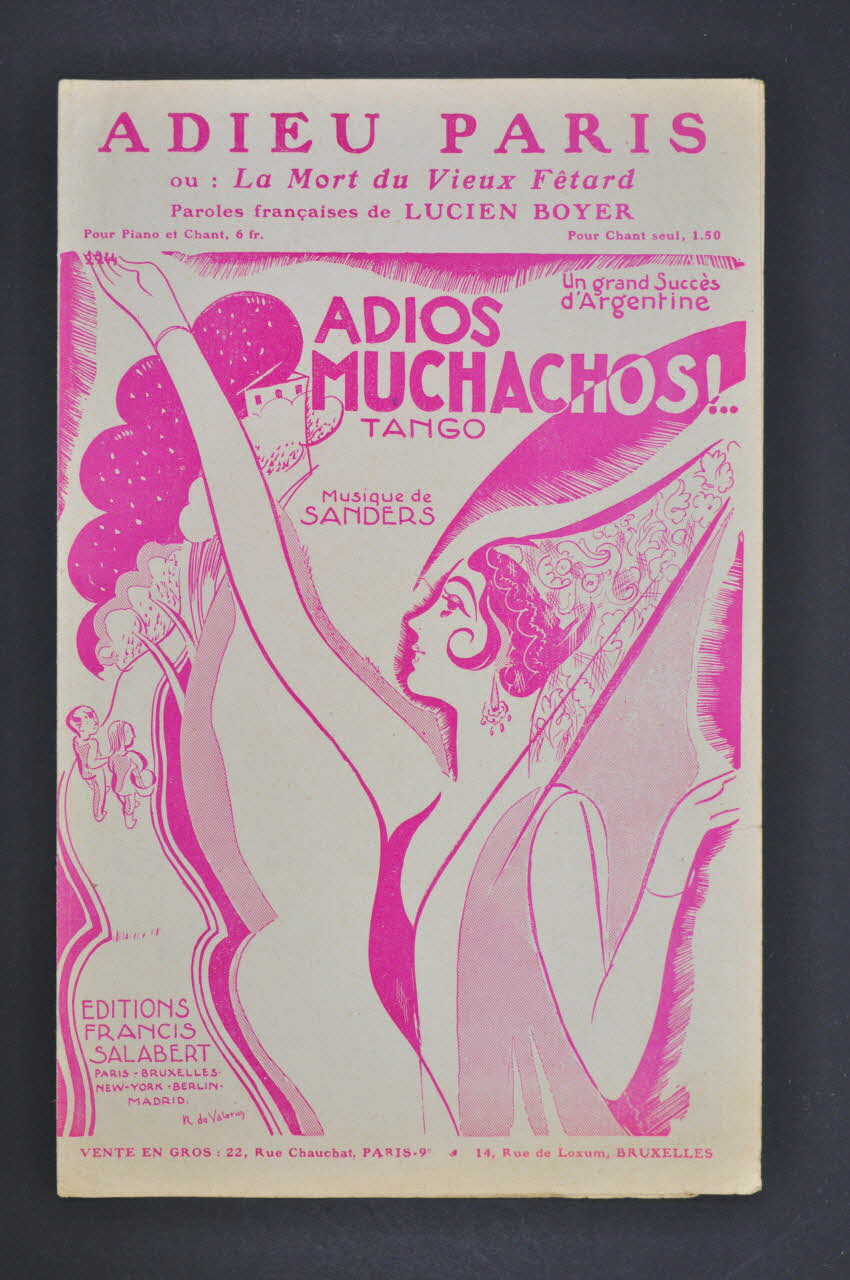 ADIEU PARIS
ou : La Mort du Vieux Fêtard
Paroles françaises de LUCIEN BOYER
Pour Piano et Chant, 6 fr.
Pour Chant seul, 1.50
Un grand Succès
d'Argentine
ADIOS
MUCHACHOS!..
TANGO
Musique de
SANDERS
EDITIONS
FRANCIS
SALABERT
PARIS - BRUXELLES-
NEW-YORK - BERLIN-
MADRID.
R. de Valerio
VENTE EN GROS : 22, Rue Chauchat, PARIS-9e
14, Rue de Loxum, BRUXELLES